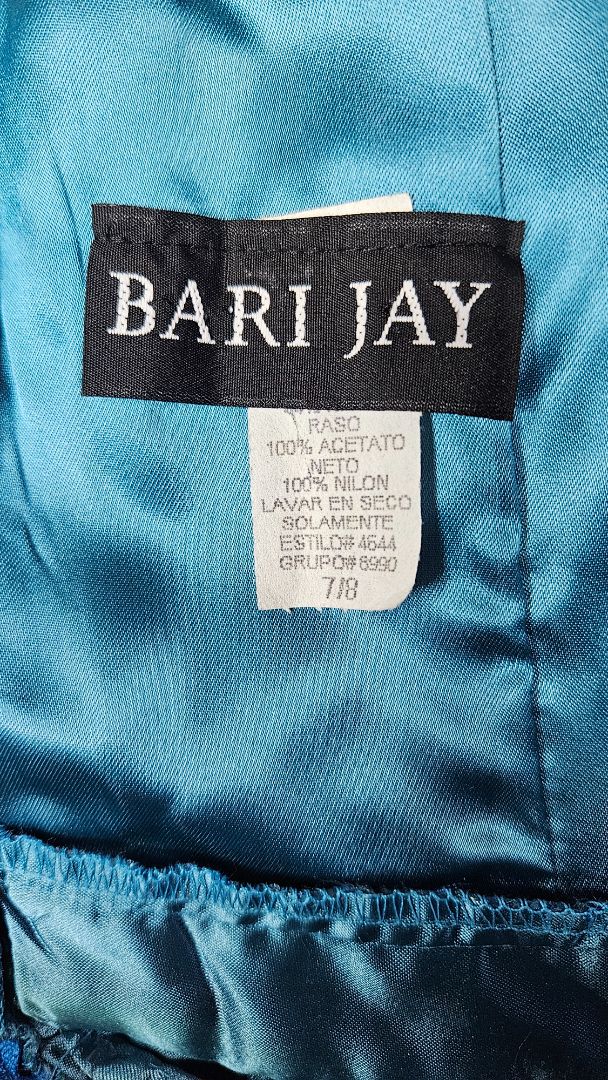 BARI JAY
RASO
100% ACETATO
NETO
100% NILON
LAVAR EN SECO
SOLAMENTE
ESTILO# 4644
GRUPO# 8990
7/8